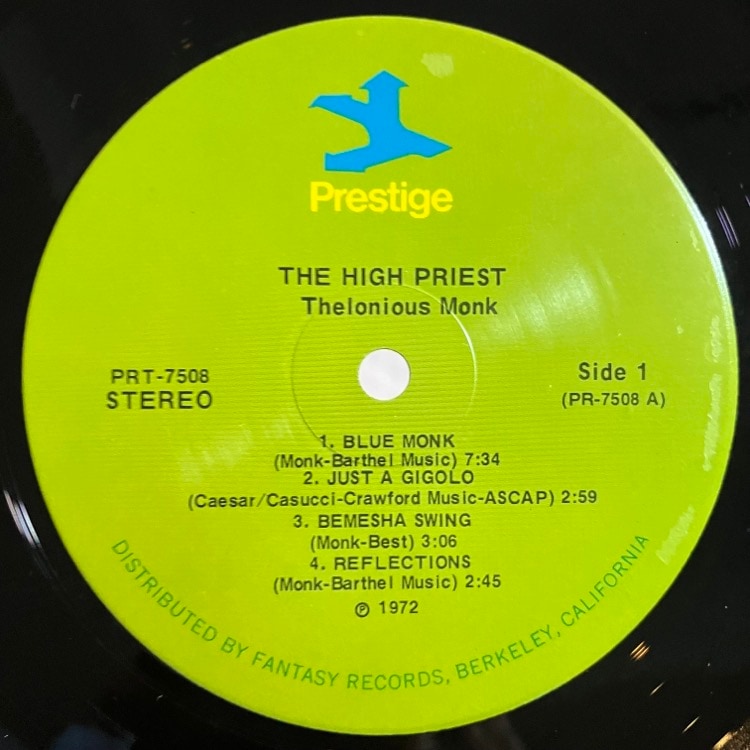 Prestige
THE HIGH PRIEST
Thelonious Monk
PRT-7508
STEREO
Side 1
(PR-7508 A)
1. BLUE MONK
(Monk-Barthel Music) 7:34
2. JUST A GIGOLO
(Caesar/Casucci-Crawford Music-ASCAP) 2:59
3. BEMESHA SWING
(Monk-Best) 3:06
4. REFLECTIONS
(Monk-Barthel Music) 2:45
℗ 1972
DISTRIBUTED BY FANTASY RECORDS, BERKELEY, CALIFORNIA